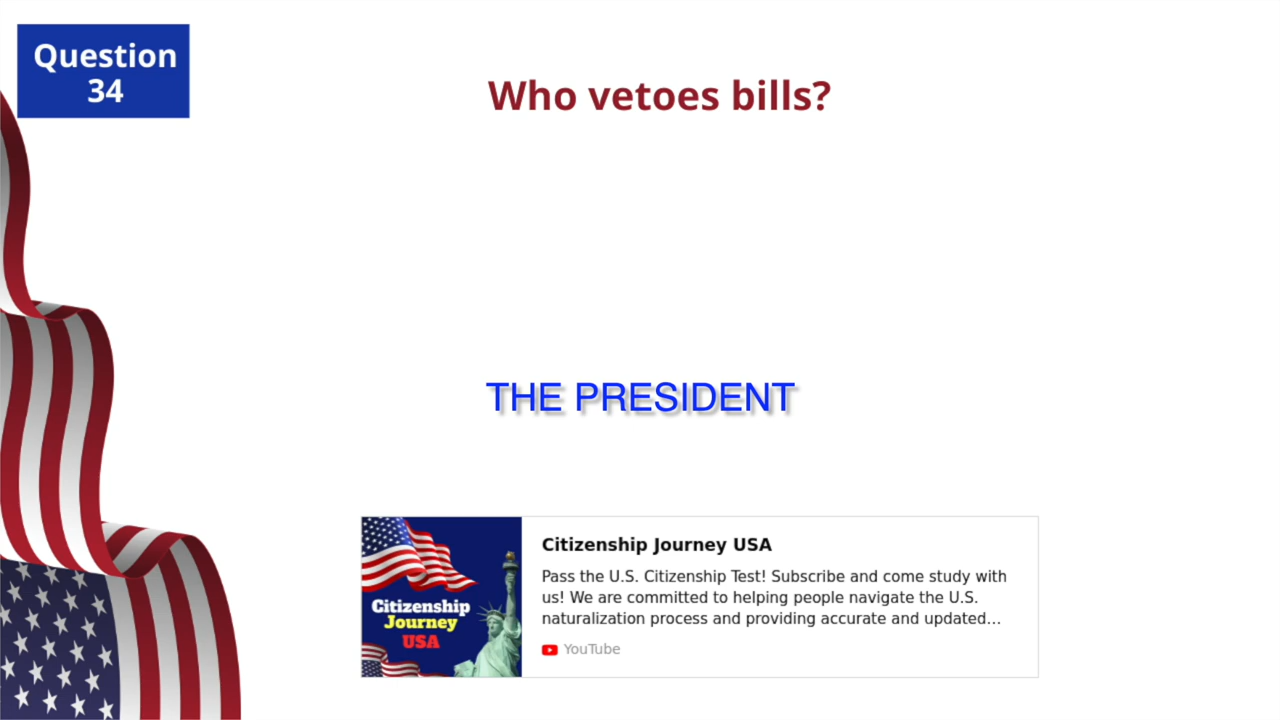 Question
34
Who vetoes bills?
THE PRESIDENT
Citizenship
Journey
USA
Citizenship Journey USA
Pass the U.S. Citizenship Test! Subscribe and come study with
us! We are committed to helping people navigate the U.S.
naturalization process and providing accurate and updated...
YouTube